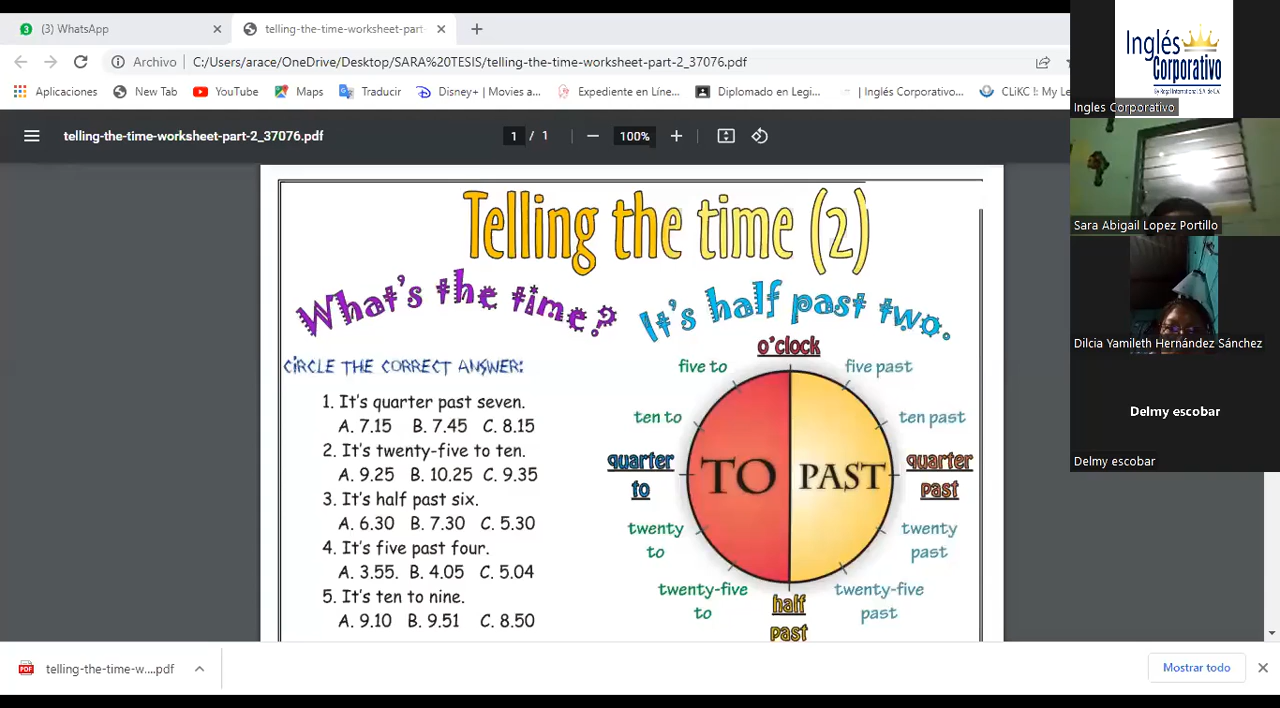 (3) WhatsApp
telling-the-time-worksheet-part-
Archivo
C:/Users/arace/OneDrive/Desktop/SARA%20TESIS/telling-the-time-worksheet-part-2_37076.pdf
Aplicaciones
New Tab
YouTube
Maps
Traducir
Disney+ | Movies a...
Expediente en Líne...
Diplomado en Legi...
| Inglés Corporativo...
CLiKC !: My Le
telling-the-time-worksheet-part-2_37076.pdf
1 / 1
100%
Telling the time (2)
What's the time?
It's half past two.
CIRCLE THE CORRECT ANSWER:
1. It's quarter past seven.
A. 7.15 B. 7.45 C. 8.15
2. It's twenty-five to ten.
A. 9.25 B. 10.25 C. 9.35
3. It's half past six.
A. 6.30 B. 7.30 C. 5.30
4. It's five past four.
A. 3.55. B. 4.05 C. 5.04
5. It's ten to nine.
A. 9.10 B. 9.51 C. 8.50
o'clock
five to
five past
ten to
ten past
quarter
to
TO
PAST
quarter
past
twenty
to
twenty
past
twenty-five
to
twenty-five
past
half
past
telling-the-time-w....pdf
Mostrar todo
Inglés
Corporativo
Ingles Corporativo
Sara Abigail Lopez Portillo
Dilcia Yamileth Hernández Sánchez
Delmy escobar
Delmy escobar